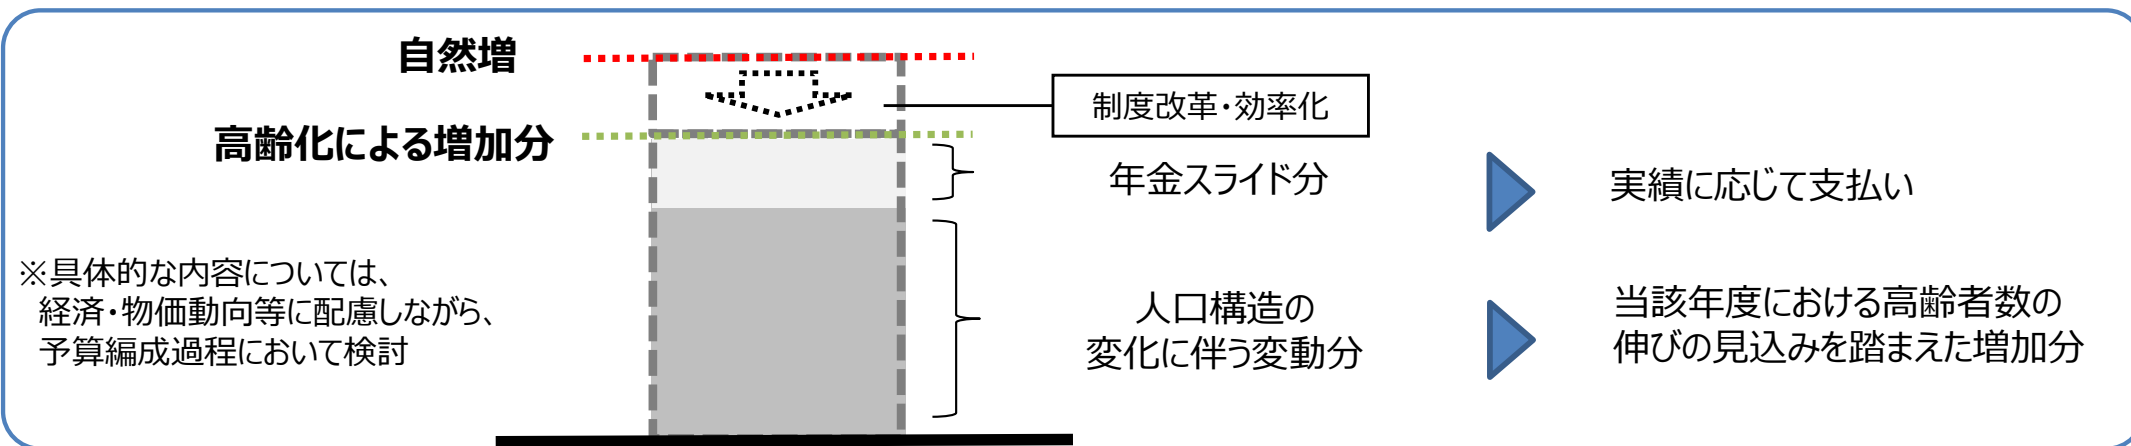 自然増
高齢化による増加分
※具体的な内容については、
経済・物価動向等に配慮しながら、
予算編成過程において検討
制度改革・効率化
年金スライド分
実績に応じて支払い
人口構造の
変化に伴う変動分
当該年度における高齢者数の
伸びの見込みを踏まえた増加分